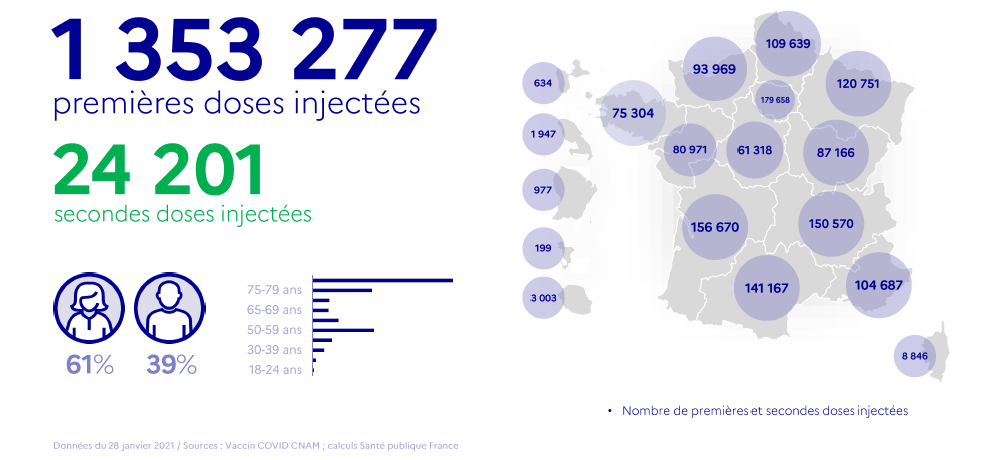 1 353 277
premières doses injectées
24 201
secondes doses injectées
61%
39%
75-79 ans
65-69 ans
50-59 ans
30-39 ans
18-24 ans
634
1 947
977
199
3 003
109 639
93 969
120 751
179 658
75 304
80 971
61 318
87 166
156 670
150 570
141 167
104 687
8 846
• Nombre de premières et secondes doses injectées
Données du 28 janvier 2021 / Sources : Vaccin COVID CNAM ; calculs Santé publique France